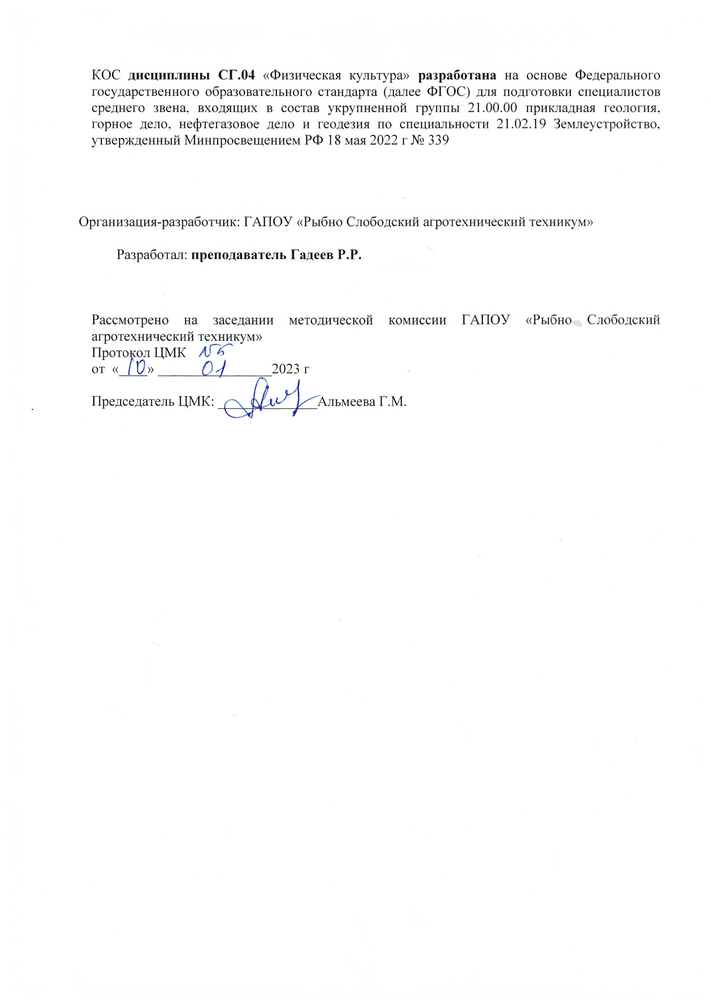 КОС дисциплины СГ.04 «Физическая культура» разработана на основе Федерального
государственного образовательного стандарта (далее ФГОС) для подготовки специалистов
среднего звена, входящих в состав укрупненной группы 21.00.00 прикладная геология,
горное дело, нефтегазовое дело и геодезия по специальности 21.02.19 Землеустройство,
утвержденный Минпросвещением РФ 18 мая 2022 г № 339
Организация-разработчик: ГАПОУ «Рыбно Слободский агротехнический техникум»
Разработал: преподаватель Гадеев Р.Р.
Рассмотрено на заседании методической комиссии ГАПОУ «Рыбно Слободский
агротехнический техникум»
Протокол ЦМК
от «10» 01 2023 г
Председатель ЦМК: Альмеева Г.М.